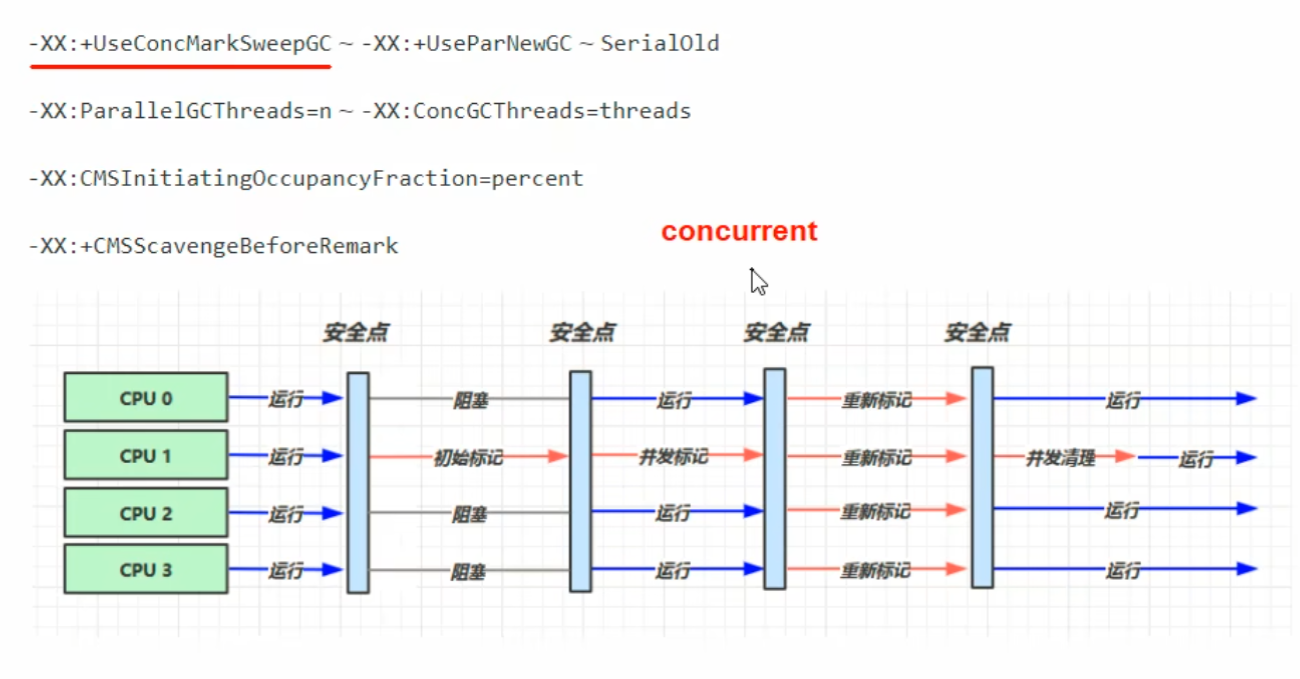 -XX:+UseConcMarkSweepGC ~ -XX:+UseParNewGC ~ SerialOld
-XX:ParallelGCThreads=n ~ -XX:ConcGCThreads=threads
-XX:CMSInitiatingOccupancyFraction=percent
-XX:+CMSScavengeBeforeRemark
concurrent
安全点 安全点 安全点 安全点
CPU 0 运行 阻塞 运行 重新标记 运行
CPU 1 运行 初始标记 并发标记 重新标记 并发清理 运行
CPU 2 运行 阻塞 运行 重新标记 运行
CPU 3 运行 阻塞 运行 重新标记 运行